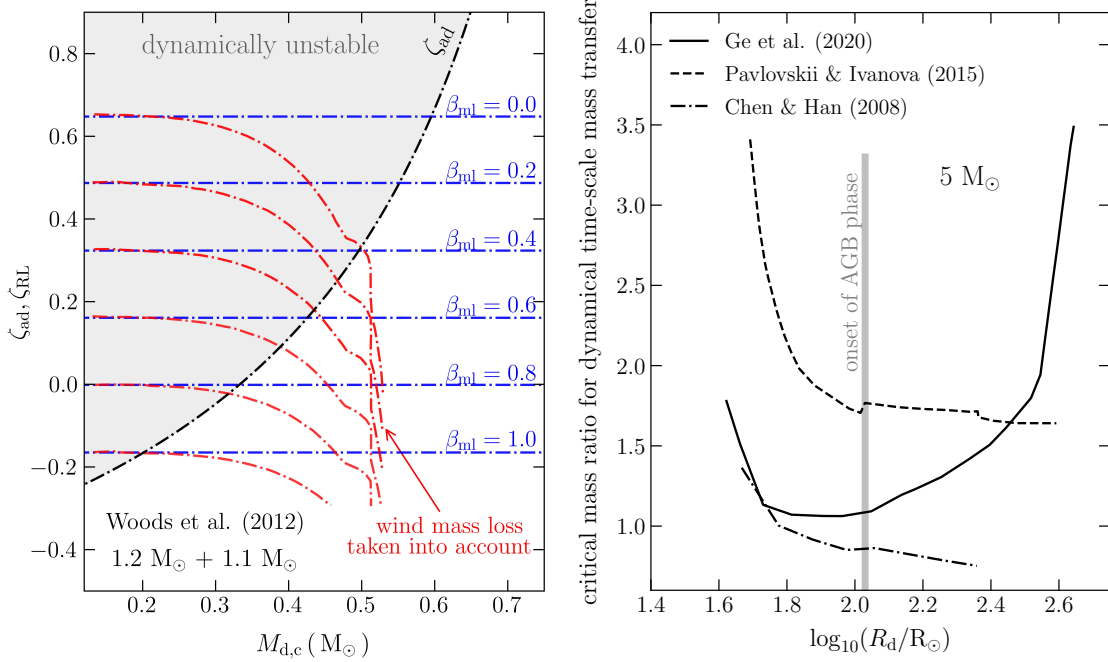 dynamically unstable
ζad
βml = 0.0
βml = 0.2
βml = 0.4
βml = 0.6
βml = 0.8
βml = 1.0
wind mass loss
taken into account
Woods et al. (2012)
1.2 M⊙ + 1.1 M⊙
0.8
0.6
0.4
0.2
0.0
−0.2
−0.4
ζad, ζRL
0.2 0.3 0.4 0.5 0.6 0.7
Md,c ( M⊙)
Ge et al. (2020)
Pavlovskii & Ivanova (2015)
Chen & Han (2008)
5 M⊙
onset of AGB phase
4.0
3.5
3.0
2.5
2.0
1.5
1.0
critical mass ratio for dynamical time-scale mass transfer
1.4 1.6 1.8 2.0 2.2 2.4 2.6
log10(Rd/R⊙)